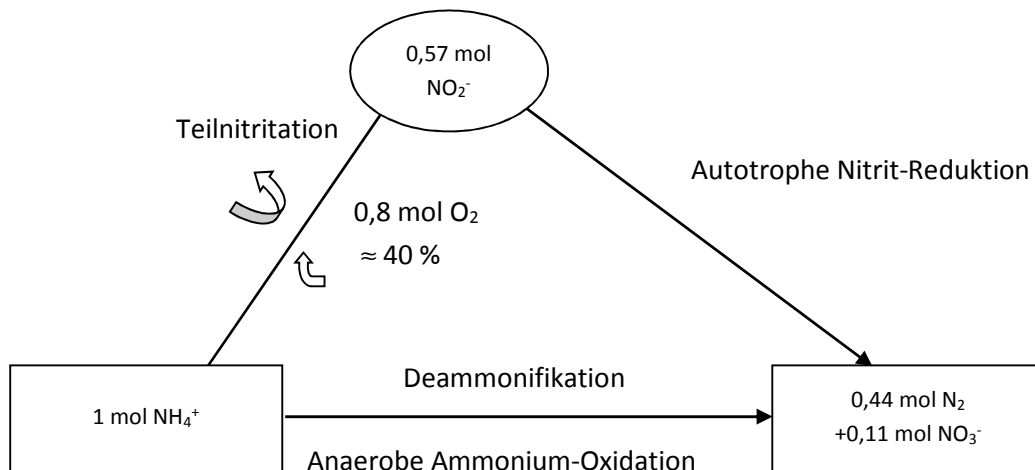 0,57 mol
NO₂⁻
Teilnitritation
Autotrophe Nitrit-Reduktion
0,8 mol O₂
≈ 40 %
Deammonifikation
1 mol NH₄⁺
0,44 mol N₂
+0,11 mol NO₃⁻
Anaerobe Ammonium-Oxidation